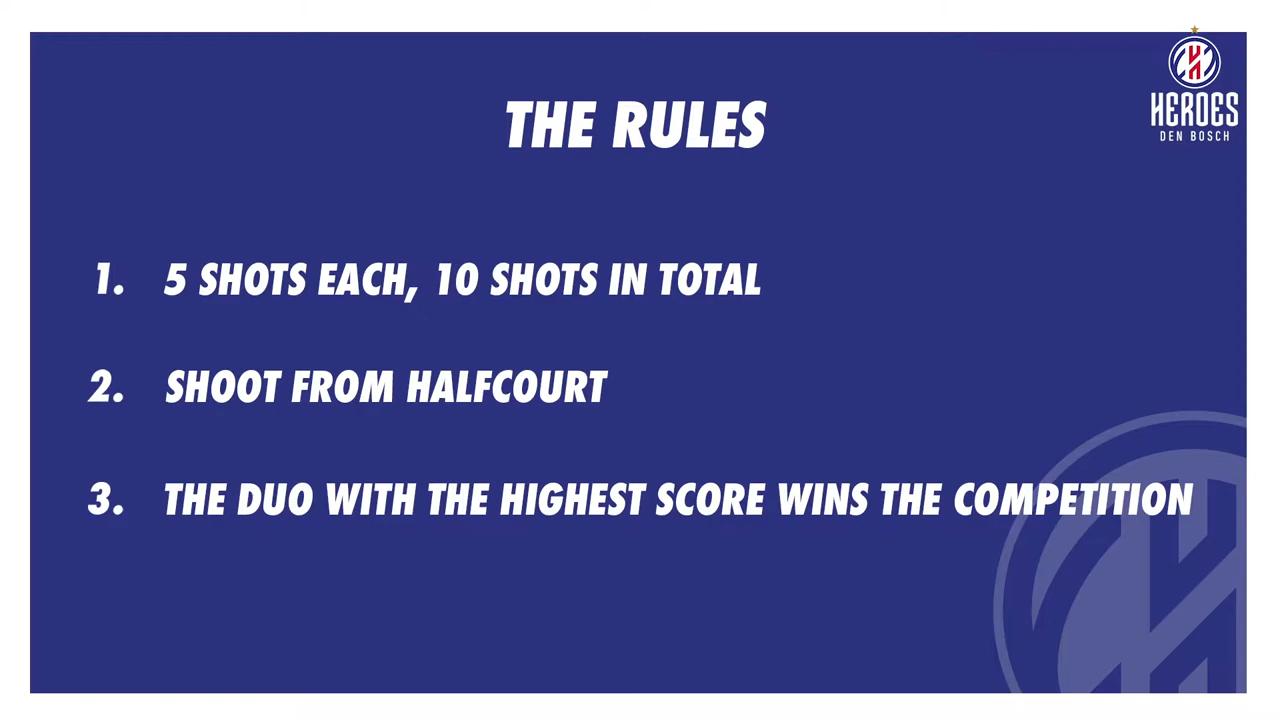 HEROES
DEN BOSCH
THE RULES
1. 5 SHOTS EACH, 10 SHOTS IN TOTAL
2. SHOOT FROM HALFCOURT
3. THE DUO WITH THE HIGHEST SCORE WINS THE COMPETITION